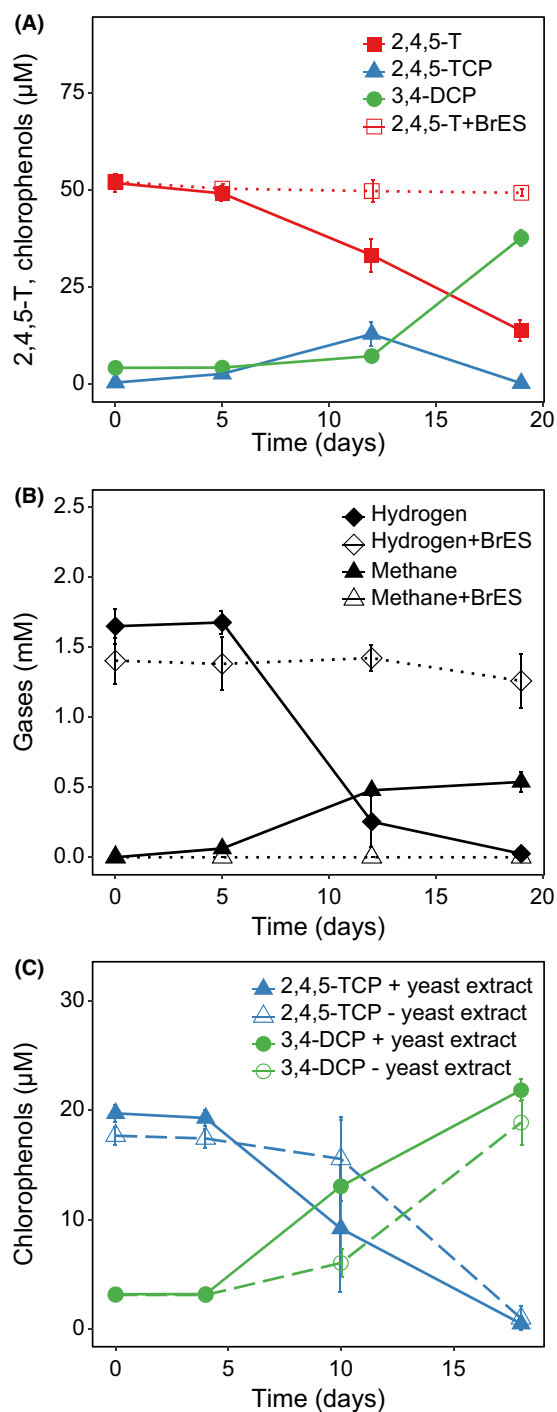 (A)
2,4,5-T
2,4,5-TCP
3,4-DCP
2,4,5-T+BrES
2,4,5-T, chlorophenols (µM)
75
50
25
0
0 5 10 15 20
Time (days)
(B)
Hydrogen
Hydrogen+BrES
Methane
Methane+BrES
Gases (mM)
2.5
2.0
1.5
1.0
0.5
0.0
0 5 10 15 20
Time (days)
(C)
2,4,5-TCP + yeast extract
2,4,5-TCP - yeast extract
3,4-DCP + yeast extract
3,4-DCP - yeast extract
Chlorophenols (µM)
30
20
10
0
0 5 10 15
Time (days)